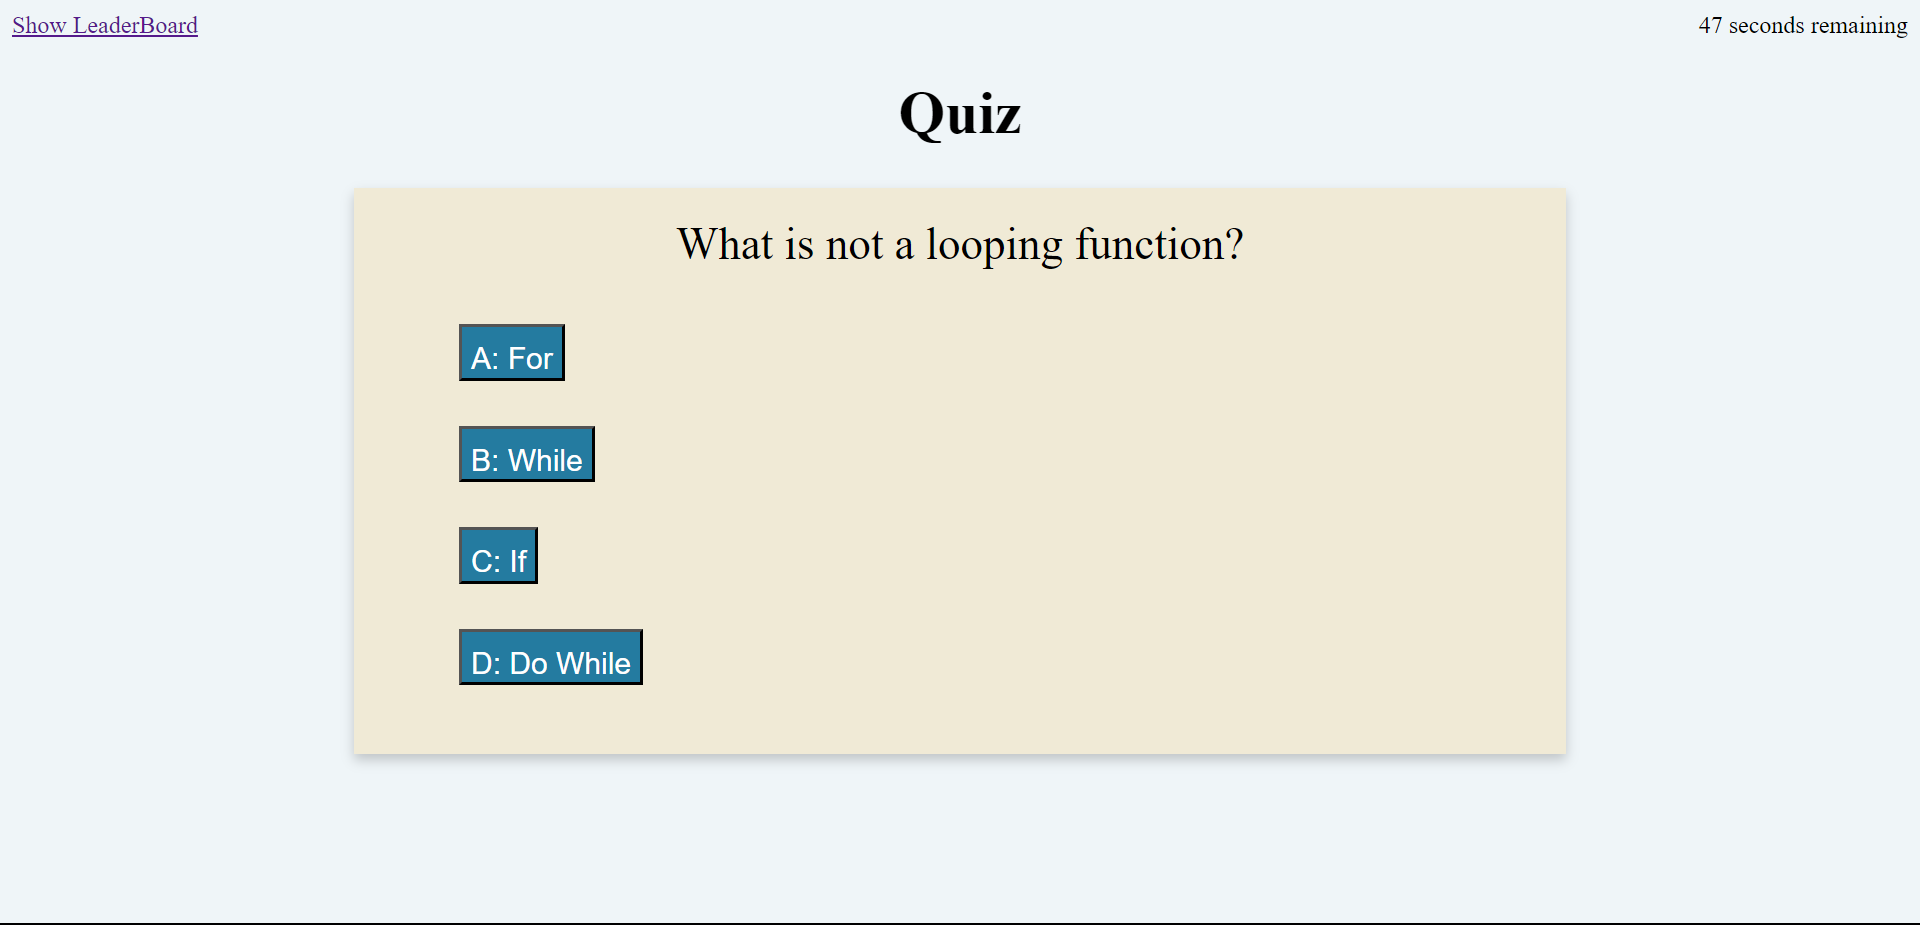 Show LeaderBoard
47 seconds remaining
Quiz
What is not a looping function?
A: For
B: While
C: If
D: Do While